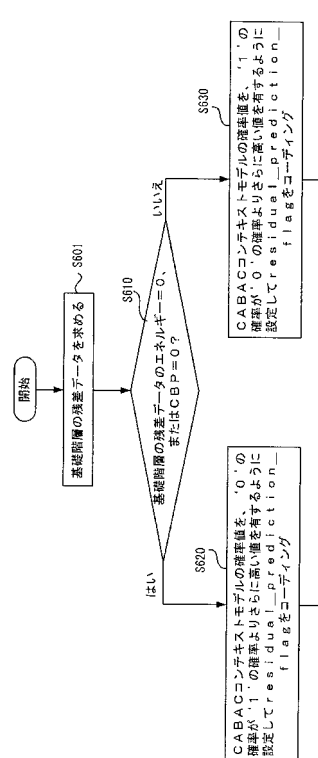 開始
S601
基礎階層の残差データを求める
S610
基礎階層の残差データのエネルギー=0、
またはCBP=0?
はい
いいえ
S620
CABACコンテキストモデルの確率値を、'0'の
確率が'1'の確率よりさらに高い値を有するように
設定してresidual_prediction_
flagをコーディング
S630
CABACコンテキストモデルの確率値を、'1'の
確率が'0'の確率よりさらに高い値を有するように
設定してresidual_prediction_
flagをコーディング